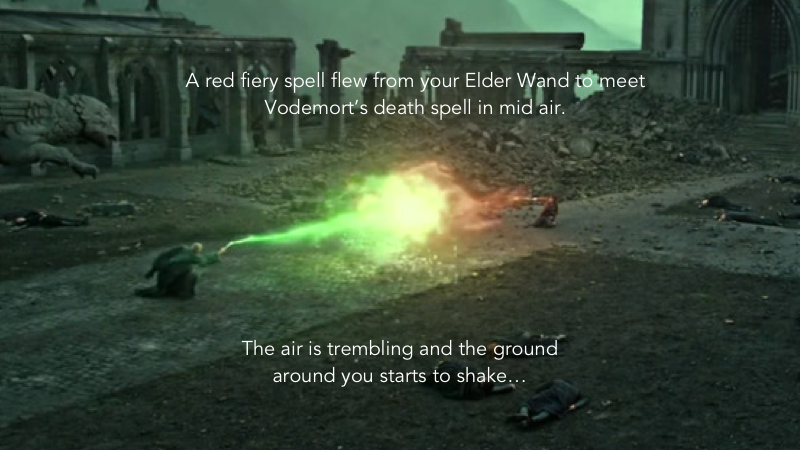 A red fiery spell flew from your Elder Wand to meet
Vodemort's death spell in mid air.
The air is trembling and the ground
around you starts to shake...